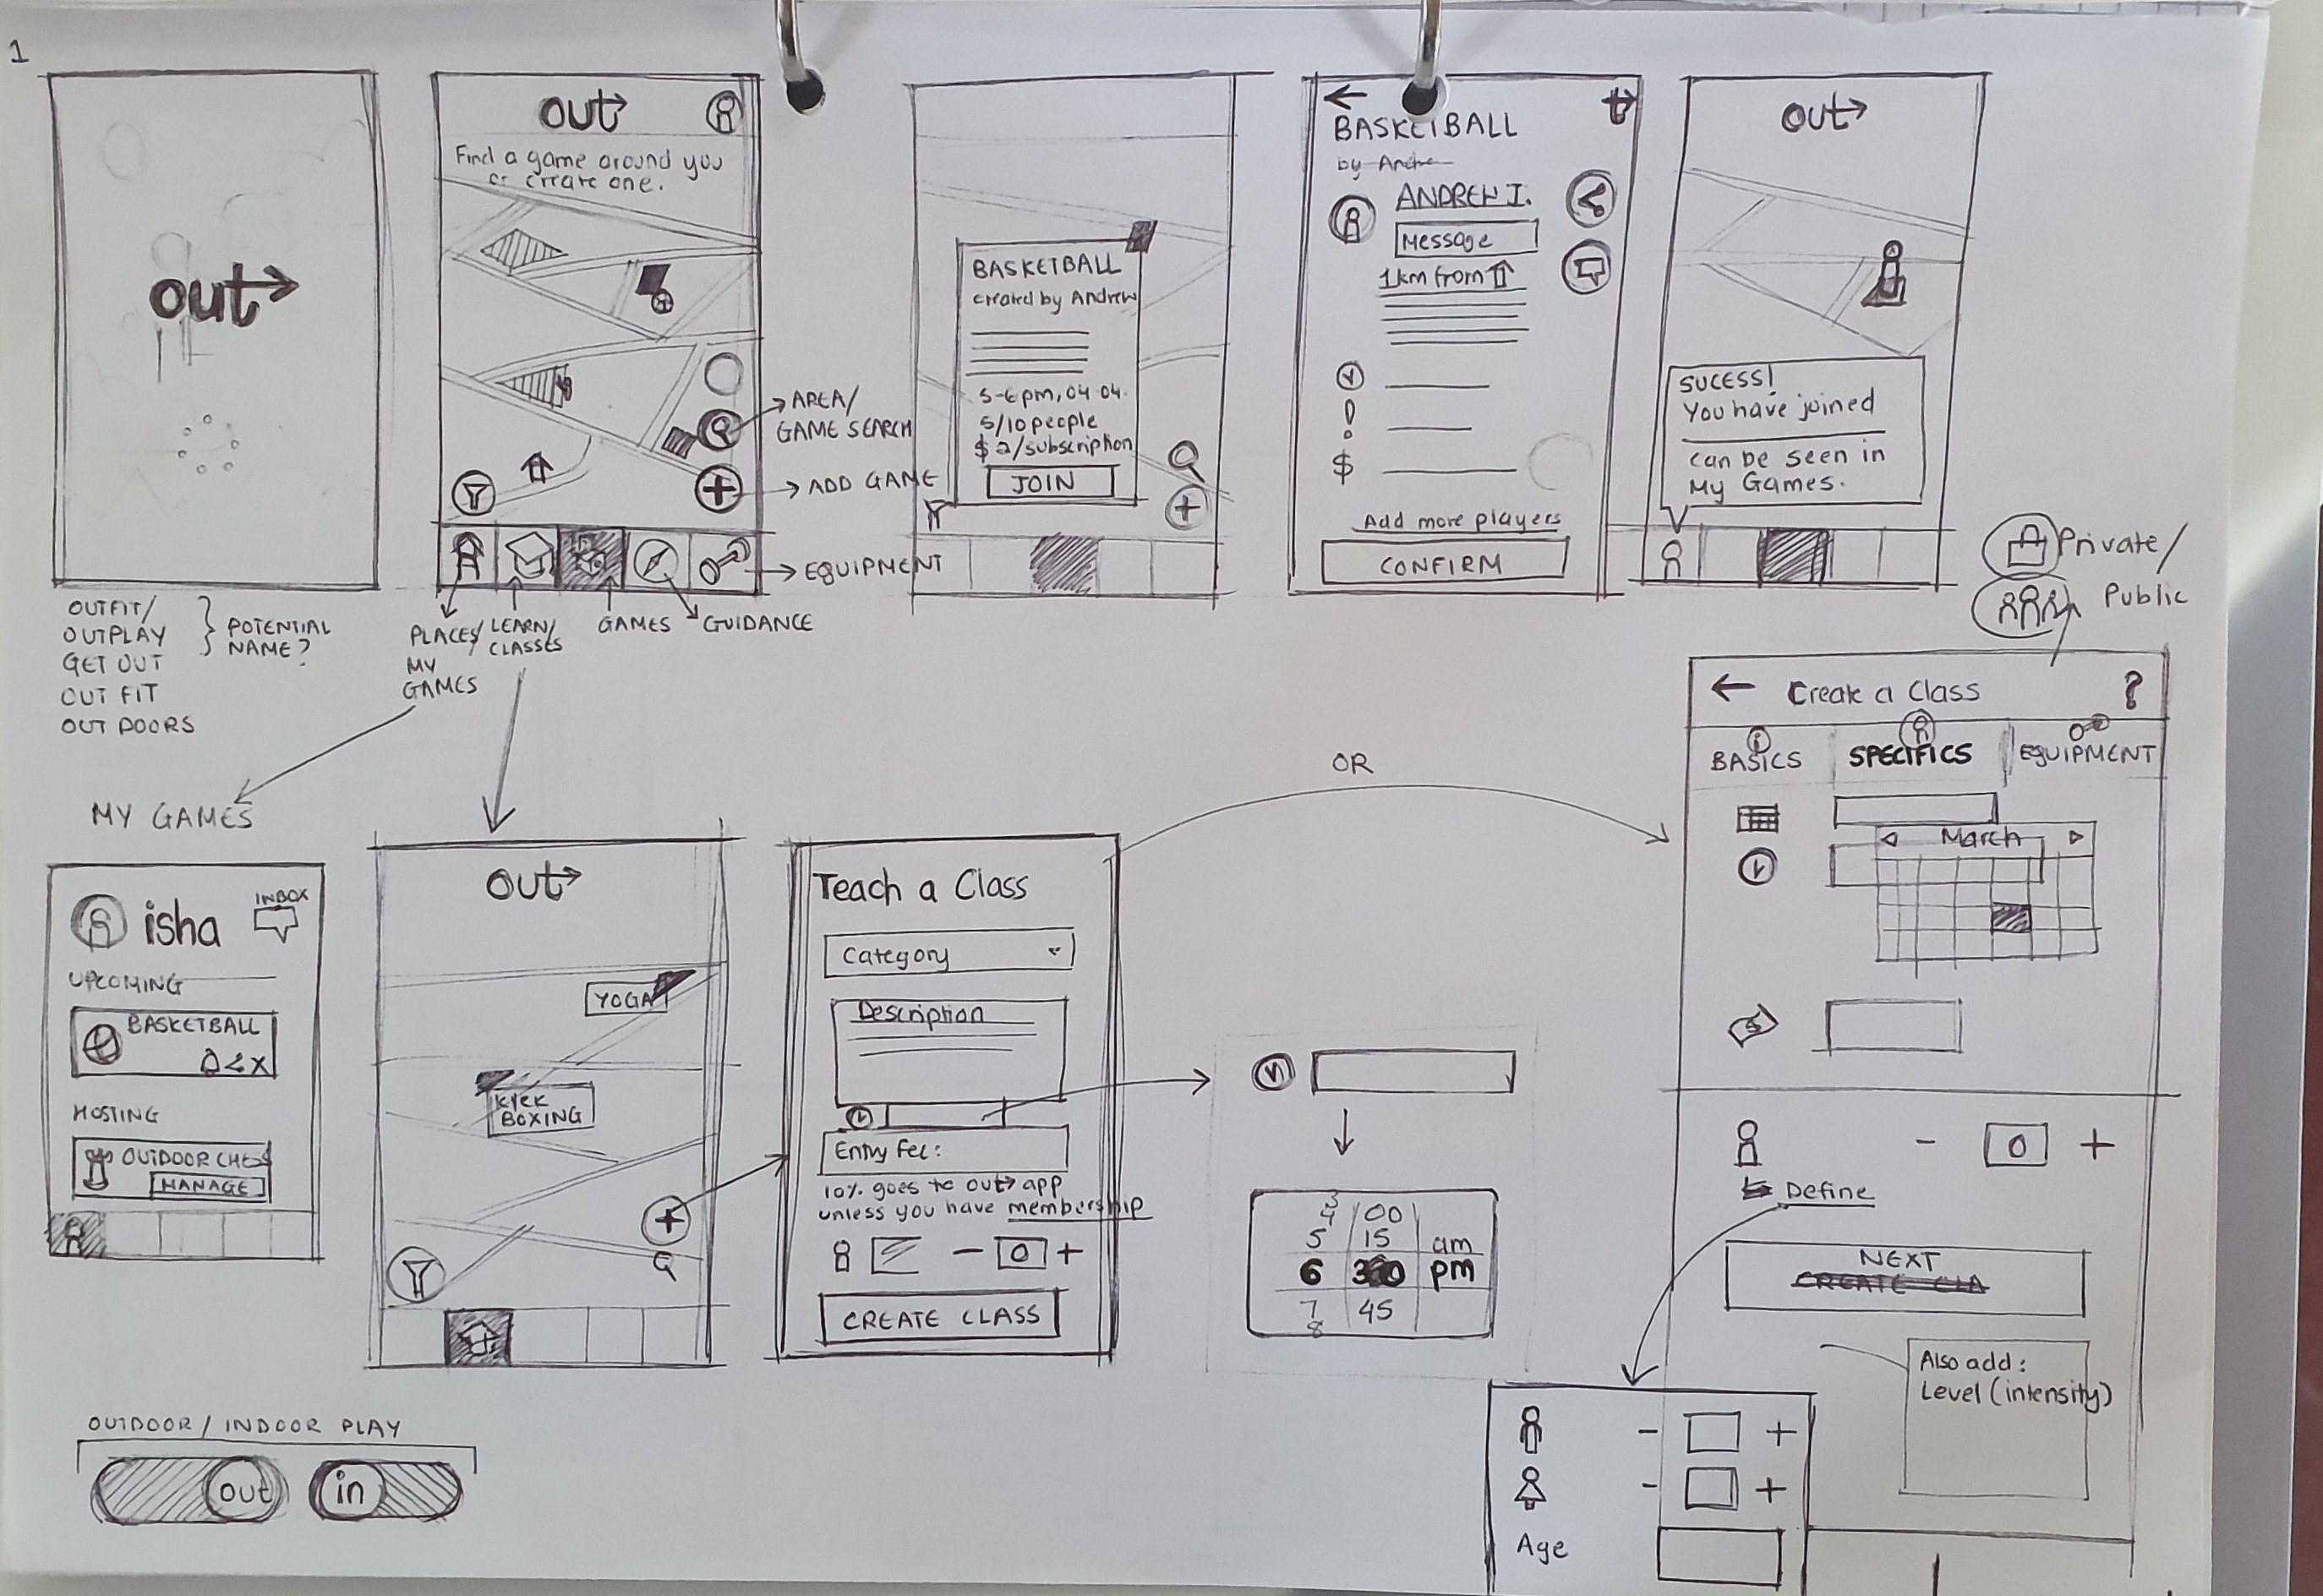 1
out
OUTFIT/
OUTPLAY
GET OUT
OUT FIT
OUT DOORS
POTENTIAL
NAME?
out
Find a game around you
or create one.
AREA/
GAME SEARCH
ADD GAME
EQUIPMENT
PLACES/
MY
GAMES
LEARN/
CLASSES
GAMES
GUIDANCE
BASKETBALL
created by Andrew
5-6pm, 04.04.
5/10 people
$2/subscription
JOIN
BASKETBALL
by Andre
ANDREW I.
Message
1km from
$
Add more players
CONFIRM
out
SUCESS!
You have joined
can be seen in
My Games.
Private/
Public
MY GAMES
isha
INBOX
UPCOMING
BASKETBALL
HOSTING
OUTDOOR CHESS
MANAGE
out
YOGA
KICK
BOXING
Teach a Class
Category
Description
Entry Fee:
10% goes to out app
unless you have membership
- 0 +
CREATE CLASS
OR
3
4 00
5 15 am
6 30 pm
7 45
8
Create a Class ?
BASICS
SPECIFICS
EQUIPMENT
March
$
- 0 +
Define
NEXT
CREATE CLA
Also add:
Level (intensity)
- +
- +
Age
OUTDOOR / INDOOR PLAY
out
in